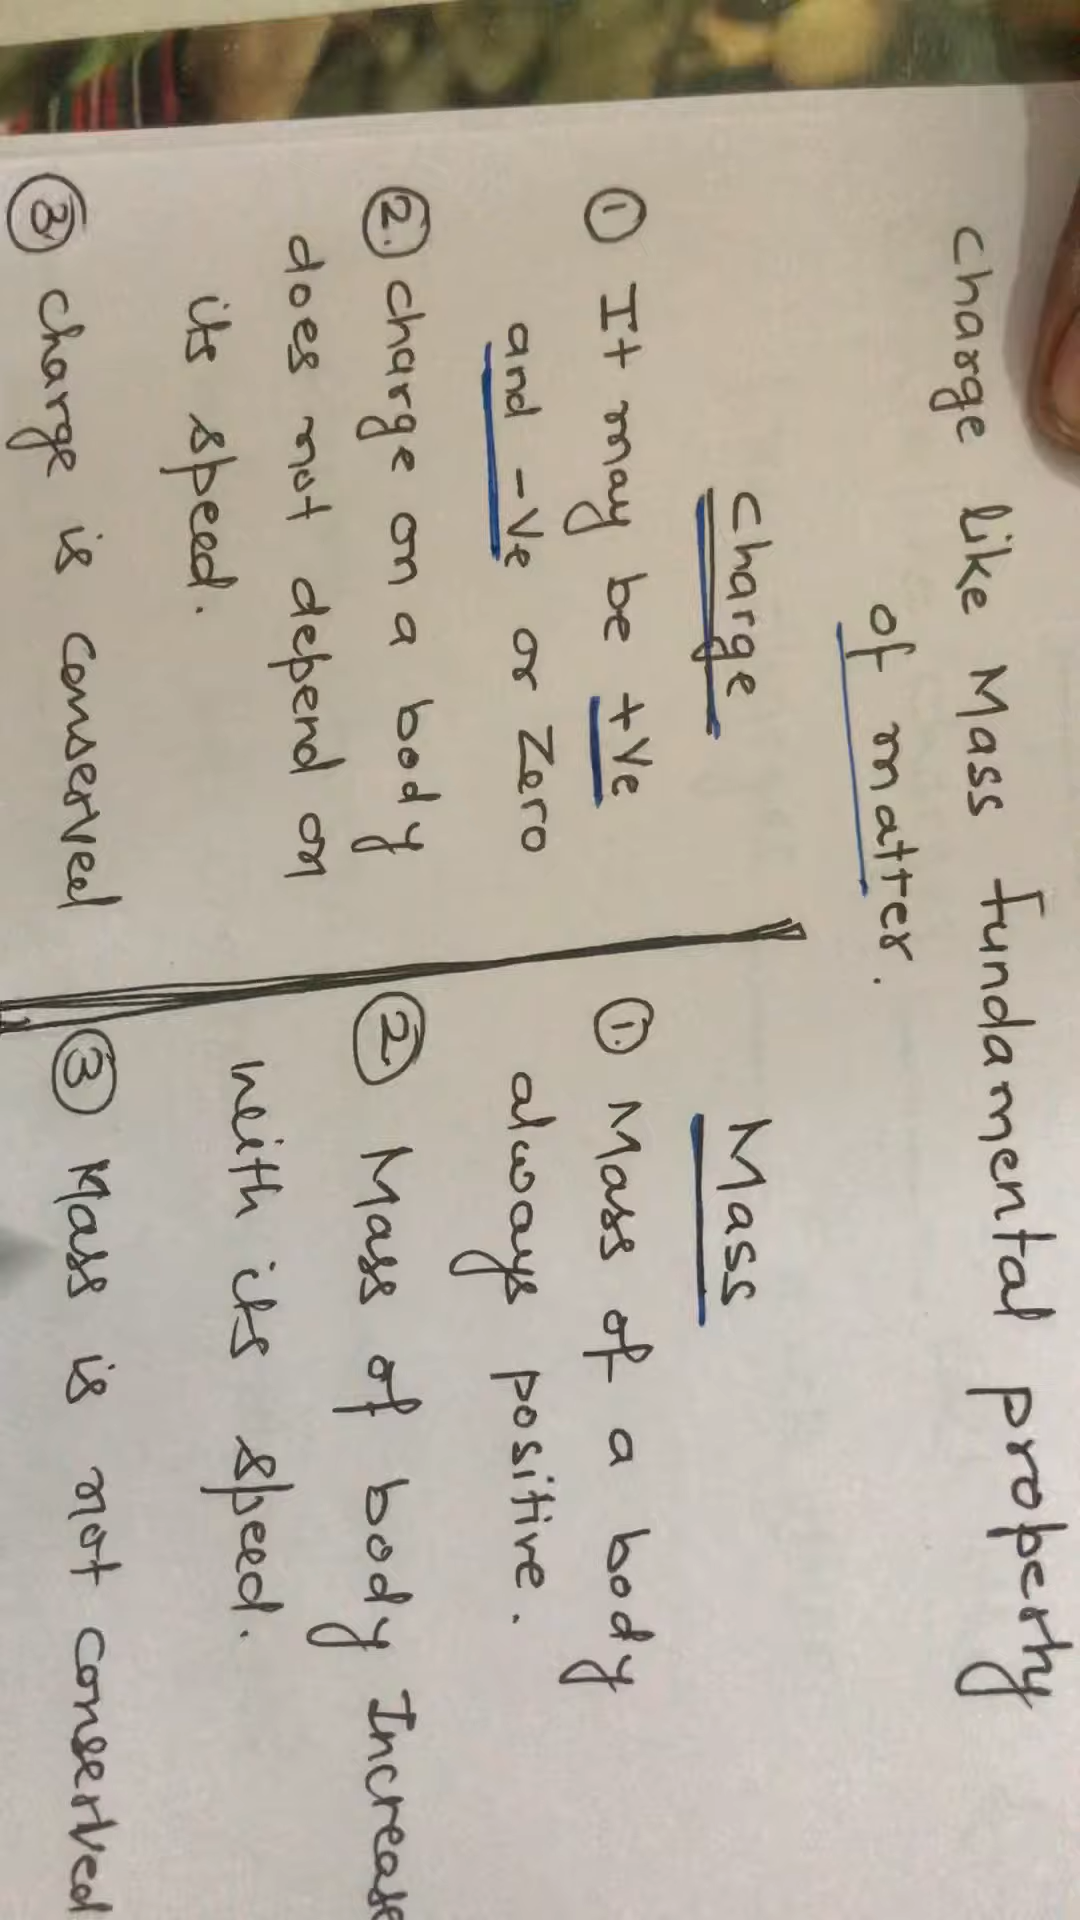 charge like Mass fundamental property
of matter.
Charge
① It may be +Ve
and -Ve or Zero
②. charge on a body
does not depend on
its speed.
③. charge is conserved
Mass
①. Mass of a body
always positive.
②. Mass of body Increase
with its speed.
③ Mass is not conserved